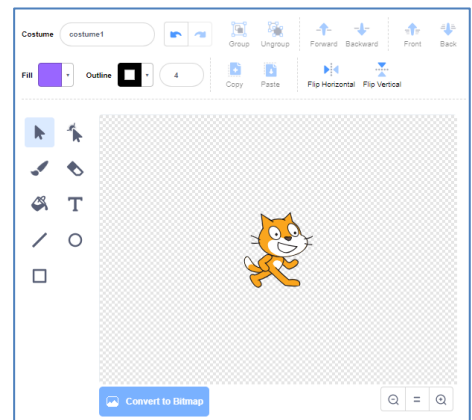 Costume costume1 Group Ungroup Forward Backward Front Back
Fill Outline 4 Copy Paste Flip Horizontal Flip Vertical
T
Convert to Bitmap =